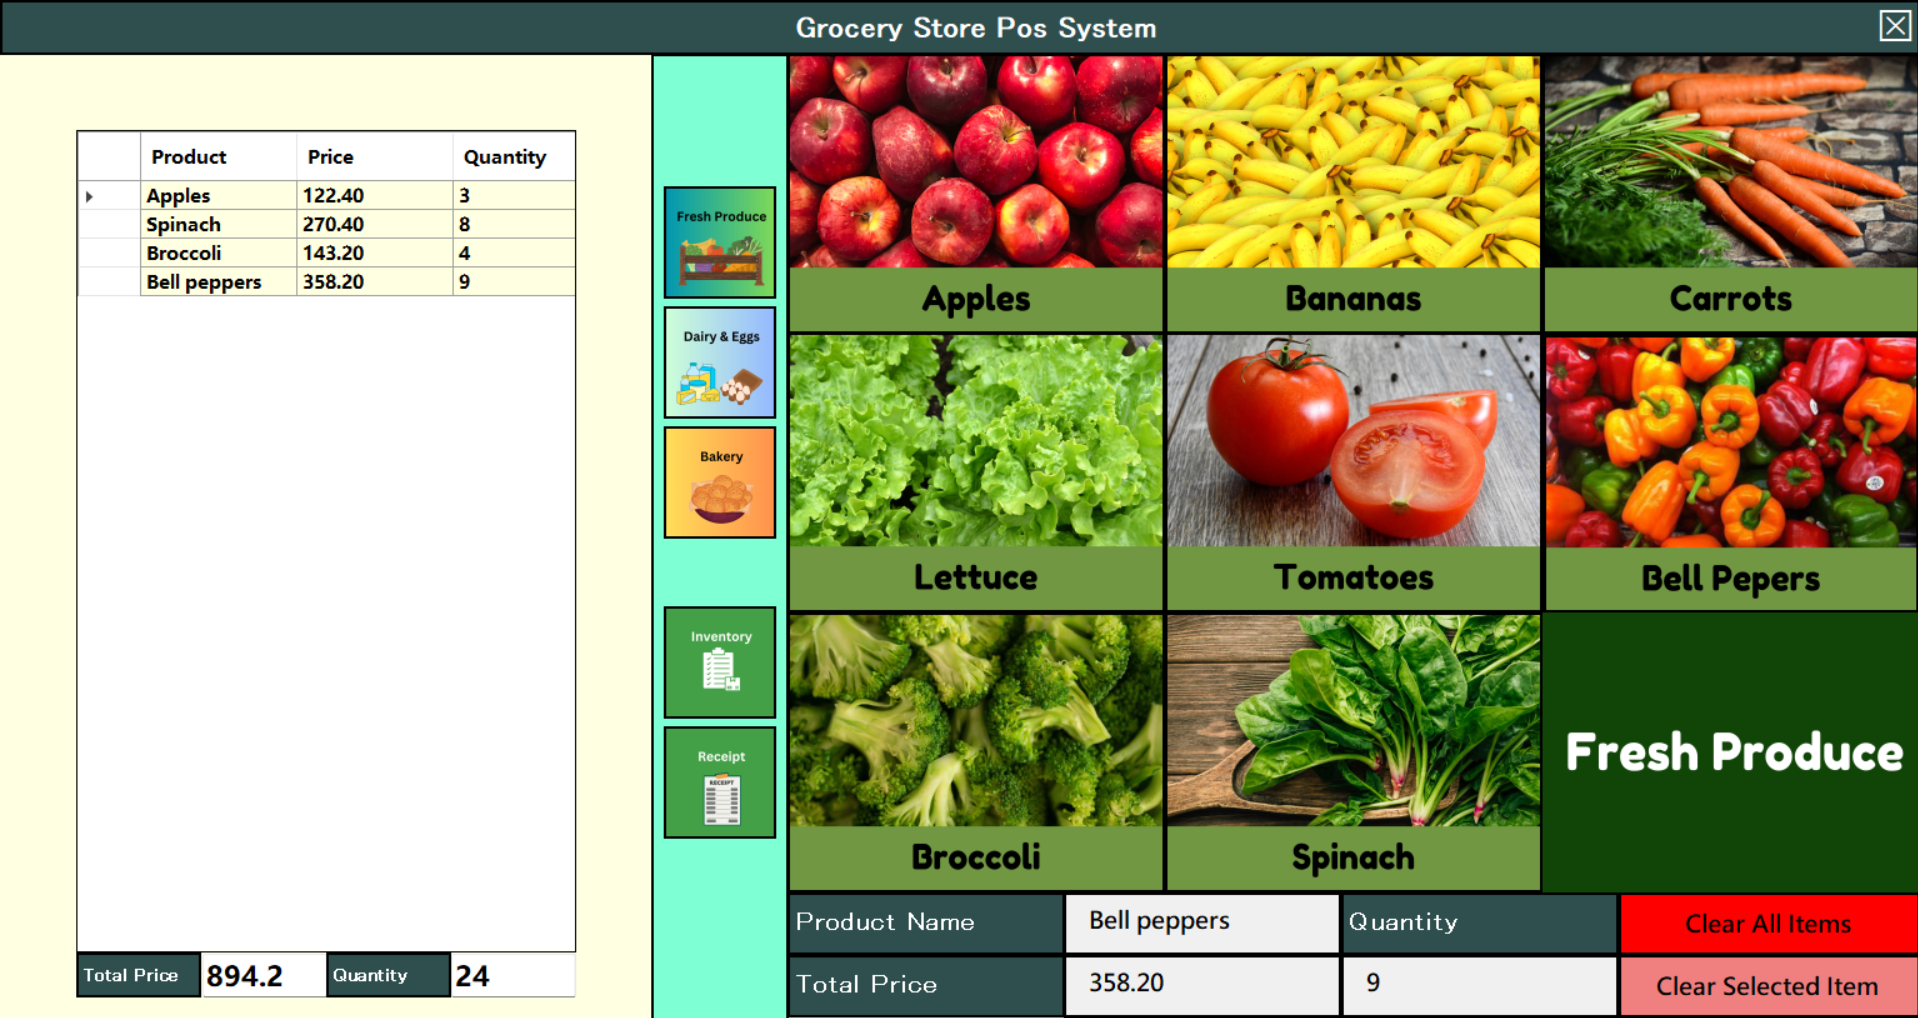 Grocery Store Pos System
Product Price Quantity
Apples 122.40 3
Spinach 270.40 8
Broccoli 143.20 4
Bell peppers 358.20 9
Total Price 894.2 Quantity 24
Fresh Produce
Dairy & Eggs
Bakery
Inventory
Receipt
RECEIPT
Apples
Bananas
Carrots
Lettuce
Tomatoes
Bell Pepers
Broccoli
Spinach
Fresh Produce
Product Name Bell peppers Quantity Clear All Items
Total Price 358.20 9 Clear Selected Item